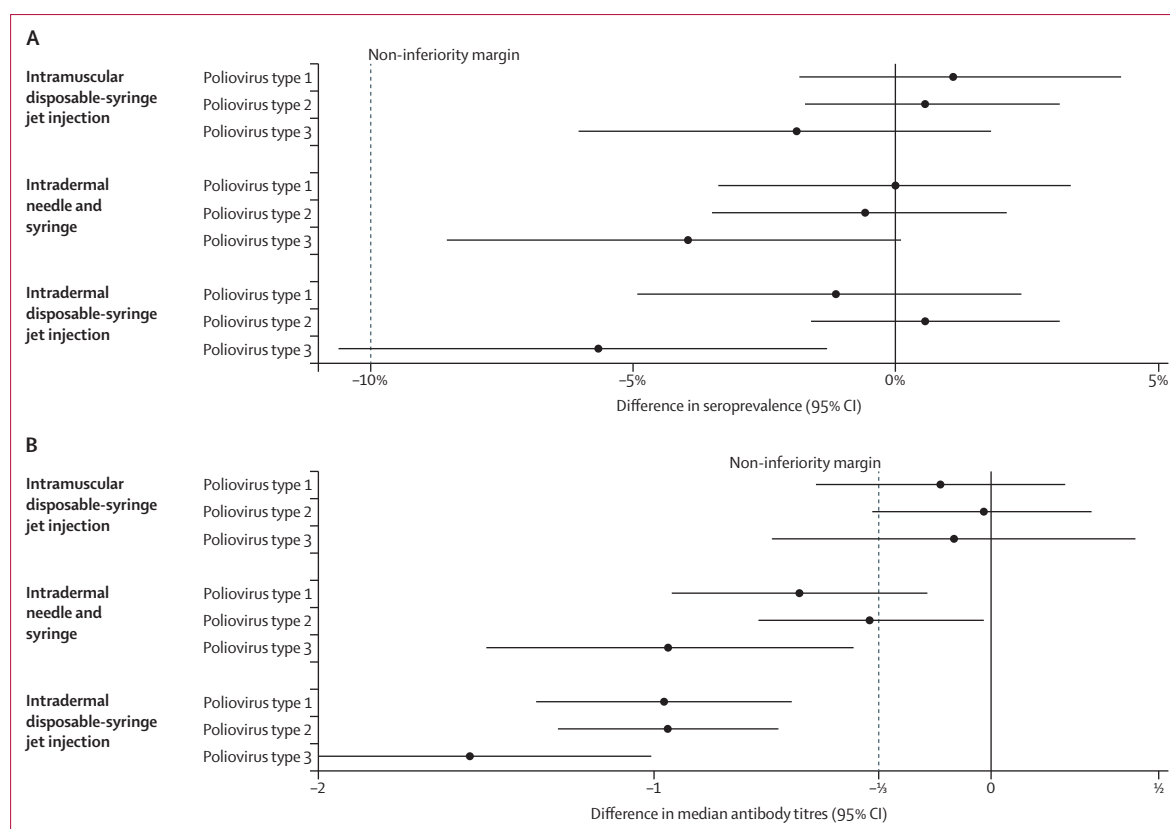 A
Non-inferiority margin
Intramuscular
disposable-syringe
jet injection
Poliovirus type 1
Poliovirus type 2
Poliovirus type 3
Intradermal
needle and
syringe
Poliovirus type 1
Poliovirus type 2
Poliovirus type 3
Intradermal
disposable-syringe
jet injection
Poliovirus type 1
Poliovirus type 2
Poliovirus type 3
–10% –5% 0% 5%
Difference in seroprevalence (95% CI)
B
Non-inferiority margin
Intramuscular
disposable-syringe
jet injection
Poliovirus type 1
Poliovirus type 2
Poliovirus type 3
Intradermal
needle and
syringe
Poliovirus type 1
Poliovirus type 2
Poliovirus type 3
Intradermal
disposable-syringe
jet injection
Poliovirus type 1
Poliovirus type 2
Poliovirus type 3
–2 –1 –⅓ 0 ½
Difference in median antibody titres (95% CI)